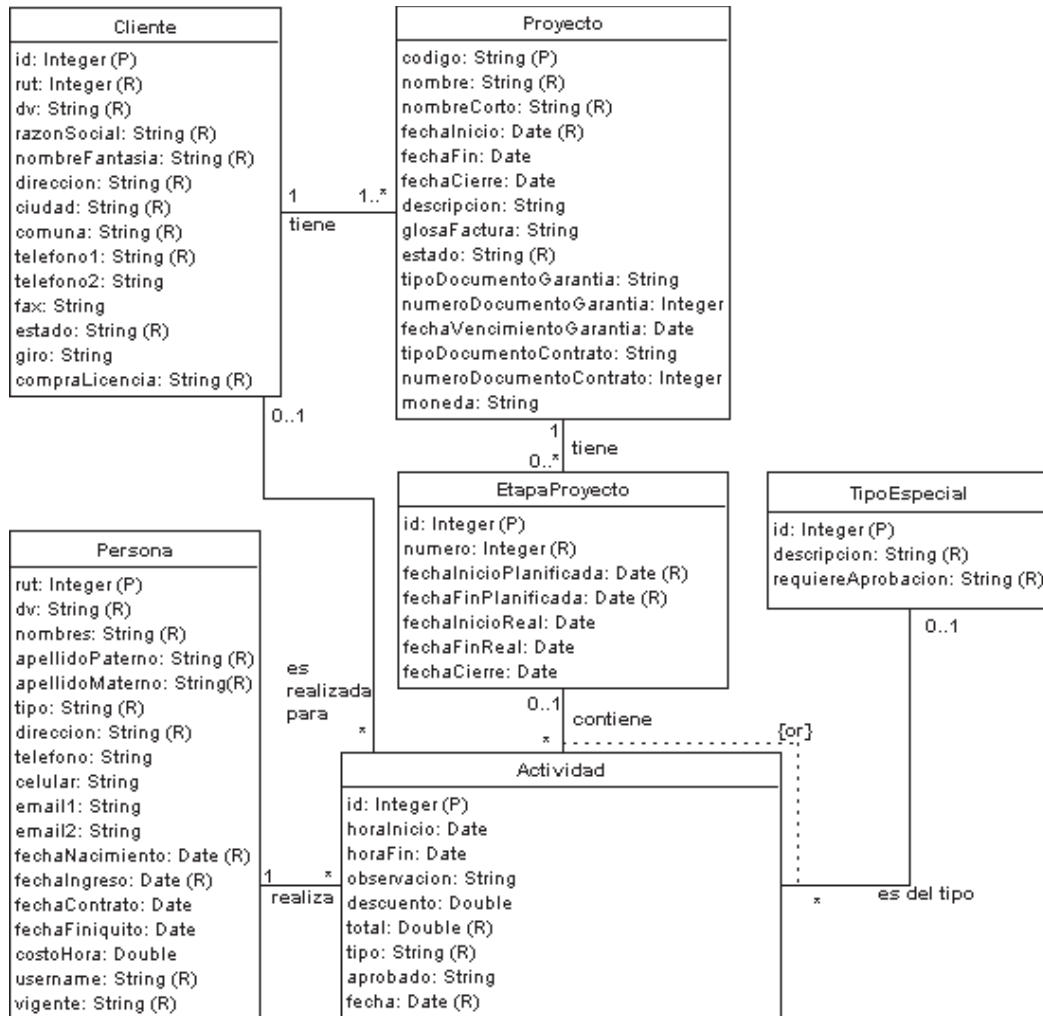 Cliente
id: Integer (P)
rut: Integer (R)
dv: String (R)
razonSocial: String (R)
nombreFantasia: String (R)
direccion: String (R)
ciudad: String (R)
comuna: String (R)
telefono1: String (R)
telefono2: String
fax: String
estado: String (R)
giro: String
compraLicencia: String (R)
1
1..*
tiene
Proyecto
codigo: String (P)
nombre: String (R)
nombreCorto: String (R)
fechaInicio: Date (R)
fechaFin: Date
fechaCierre: Date
descripcion: String
glosaFactura: String
estado: String (R)
tipoDocumentoGarantia: String
numeroDocumentoGarantia: Integer
fechaVencimientoGarantia: Date
tipoDocumentoContrato: String
numeroDocumentoContrato: Integer
moneda: String
0..1
1
tiene
0..*
EtapaProyecto
id: Integer (P)
numero: Integer (R)
fechaInicioPlanificada: Date (R)
fechaFinPlanificada: Date (R)
fechaInicioReal: Date
fechaFinReal: Date
fechaCierre: Date
TipoEspecial
id: Integer (P)
descripcion: String (R)
requiereAprobacion: String (R)
0..1
Persona
rut: Integer (P)
dv: String (R)
nombres: String (R)
apellidoPaterno: String (R)
apellidoMaterno: String(R)
tipo: String (R)
direccion: String (R)
telefono: String
celular: String
email1: String
email2: String
fechaNacimiento: Date (R)
fechaIngreso: Date (R)
fechaContrato: Date
fechaFiniquito: Date
costoHora: Double
username: String (R)
vigente: String (R)
es
realizada
para
*
0..1
contiene
*
{or}
1
*
realiza
Actividad
id: Integer (P)
horaInicio: Date
horaFin: Date
observacion: String
descuento: Double
total: Double (R)
tipo: String (R)
aprobado: String
fecha: Date (R)
*
es del tipo